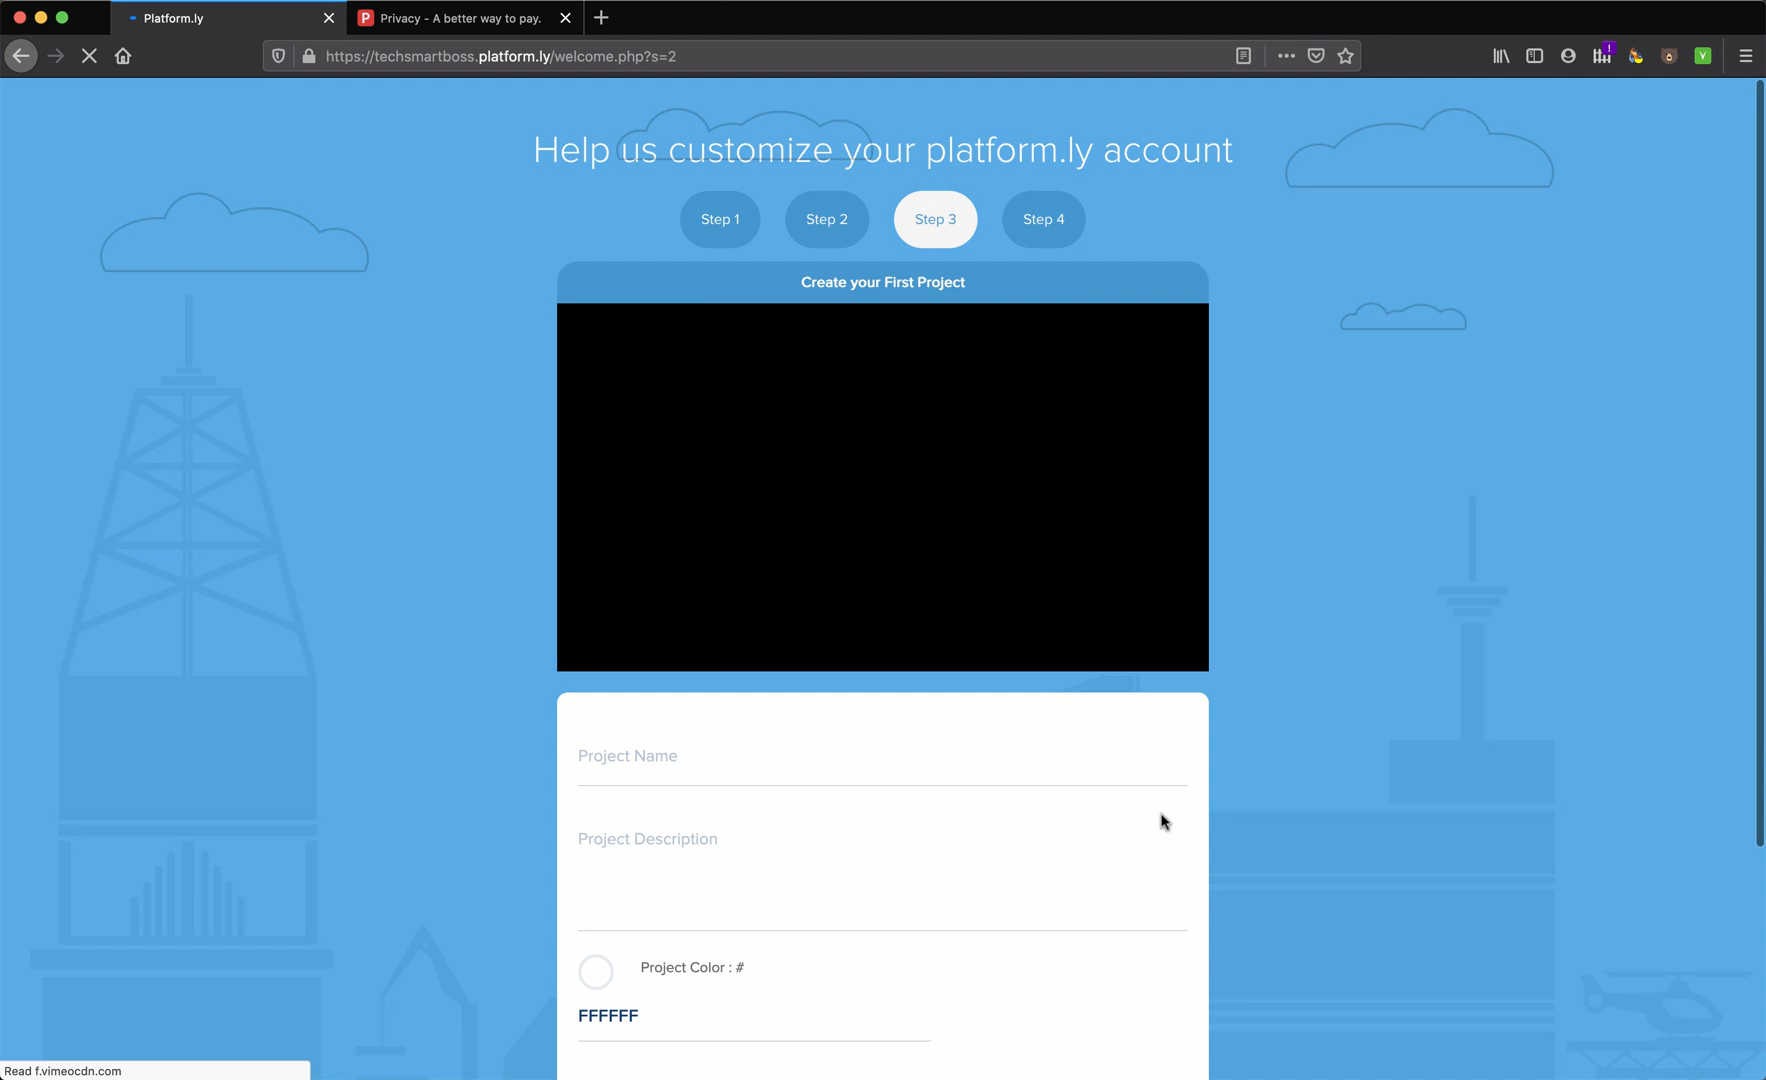 Platform.ly
Privacy - A better way to pay.
https://techsmartboss.platform.ly/welcome.php?s=2
Help us customize your platform.ly account
Step 1
Step 2
Step 3
Step 4
Create your First Project
Project Name
Project Description
Project Color : #
FFFFFF
Read f.vimeocdn.com